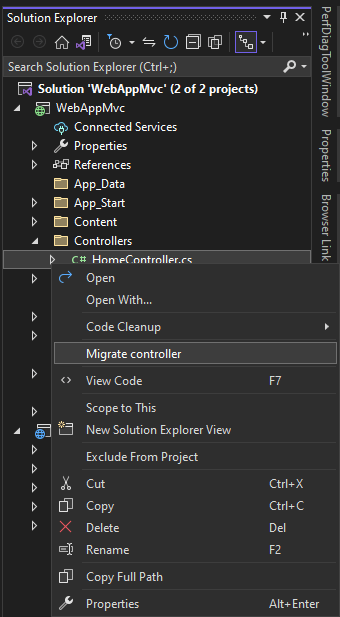 Solution Explorer
Search Solution Explorer (Ctrl+;)
Solution 'WebAppMvc' (2 of 2 projects)
WebAppMvc
Connected Services
Properties
References
App_Data
App_Start
Content
Controllers
C# HomeController.cs
Open
Open With...
Code Cleanup
Migrate controller
View Code F7
Scope to This
New Solution Explorer View
Exclude From Project
Cut Ctrl+X
Copy Ctrl+C
Delete Del
Rename F2
Copy Full Path
Properties Alt+Enter
PerfDiagToolWindow
Properties
Browser Link